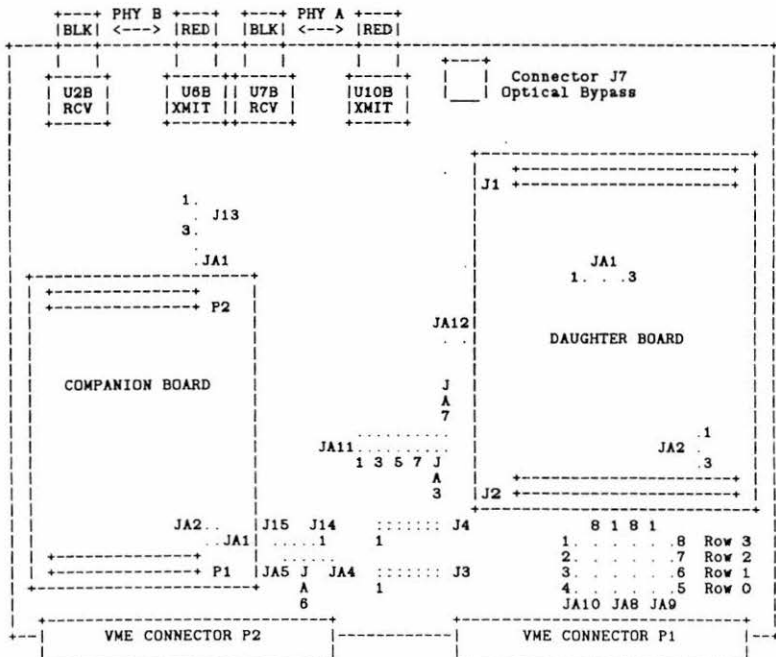 PHY B PHY A
|BLK| <---> |RED| |BLK| <---> |RED|
U2B U6B U7B U10B Connector J7
RCV XMIT RCV XMIT Optical Bypass
J1
1.
. J13
3.
.
.JA1 JA1
1. . .3
P2
JA12 DAUGHTER BOARD
. .
COMPANION BOARD J
A
7
. . . . . . . . . . .1
JA11. . . . . . . . . JA2 .
1 3 5 7 J .3
A
3 J2
JA2.. J15 J14 ::::::: J4 8 1 8 1
..JA1 .....1 1 1. . . . . .8 Row 3
...... 2. . . . . .7 Row 2
P1 JA5 J JA4 ::::::: J3 3. . . . . .6 Row 1
A 1 4. . . . . .5 Row 0
6 JA10 JA8 JA9
VME CONNECTOR P2 VME CONNECTOR P1